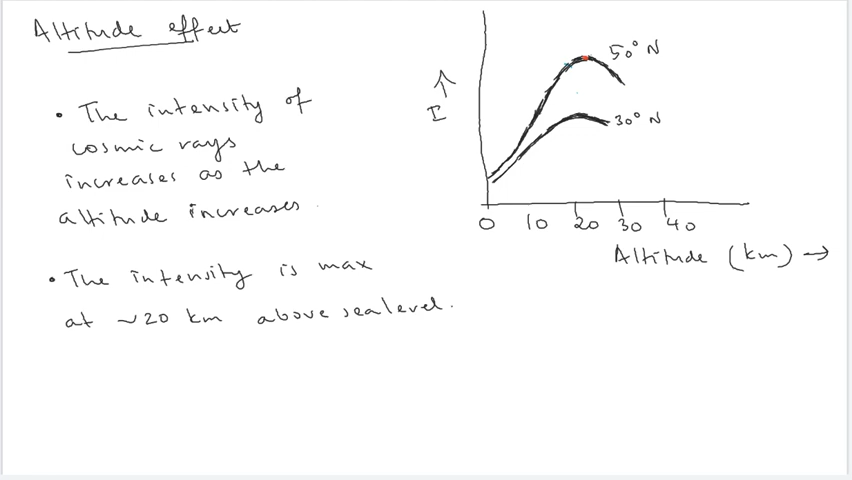 Altitude effect
• The intensity of
cosmic rays
increases as the
altitude increases.
• The intensity is max
at ~20 km above sealevel.
50° N
I →
30° N
0 10 20 30 40
Altitude (km) →